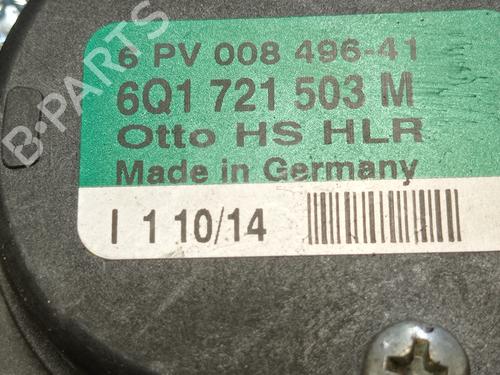 6 PV 008 496-41
6Q1 721 503 M
Otto HS HLR
Made in Germany
I 1 10/14
B-PARTS